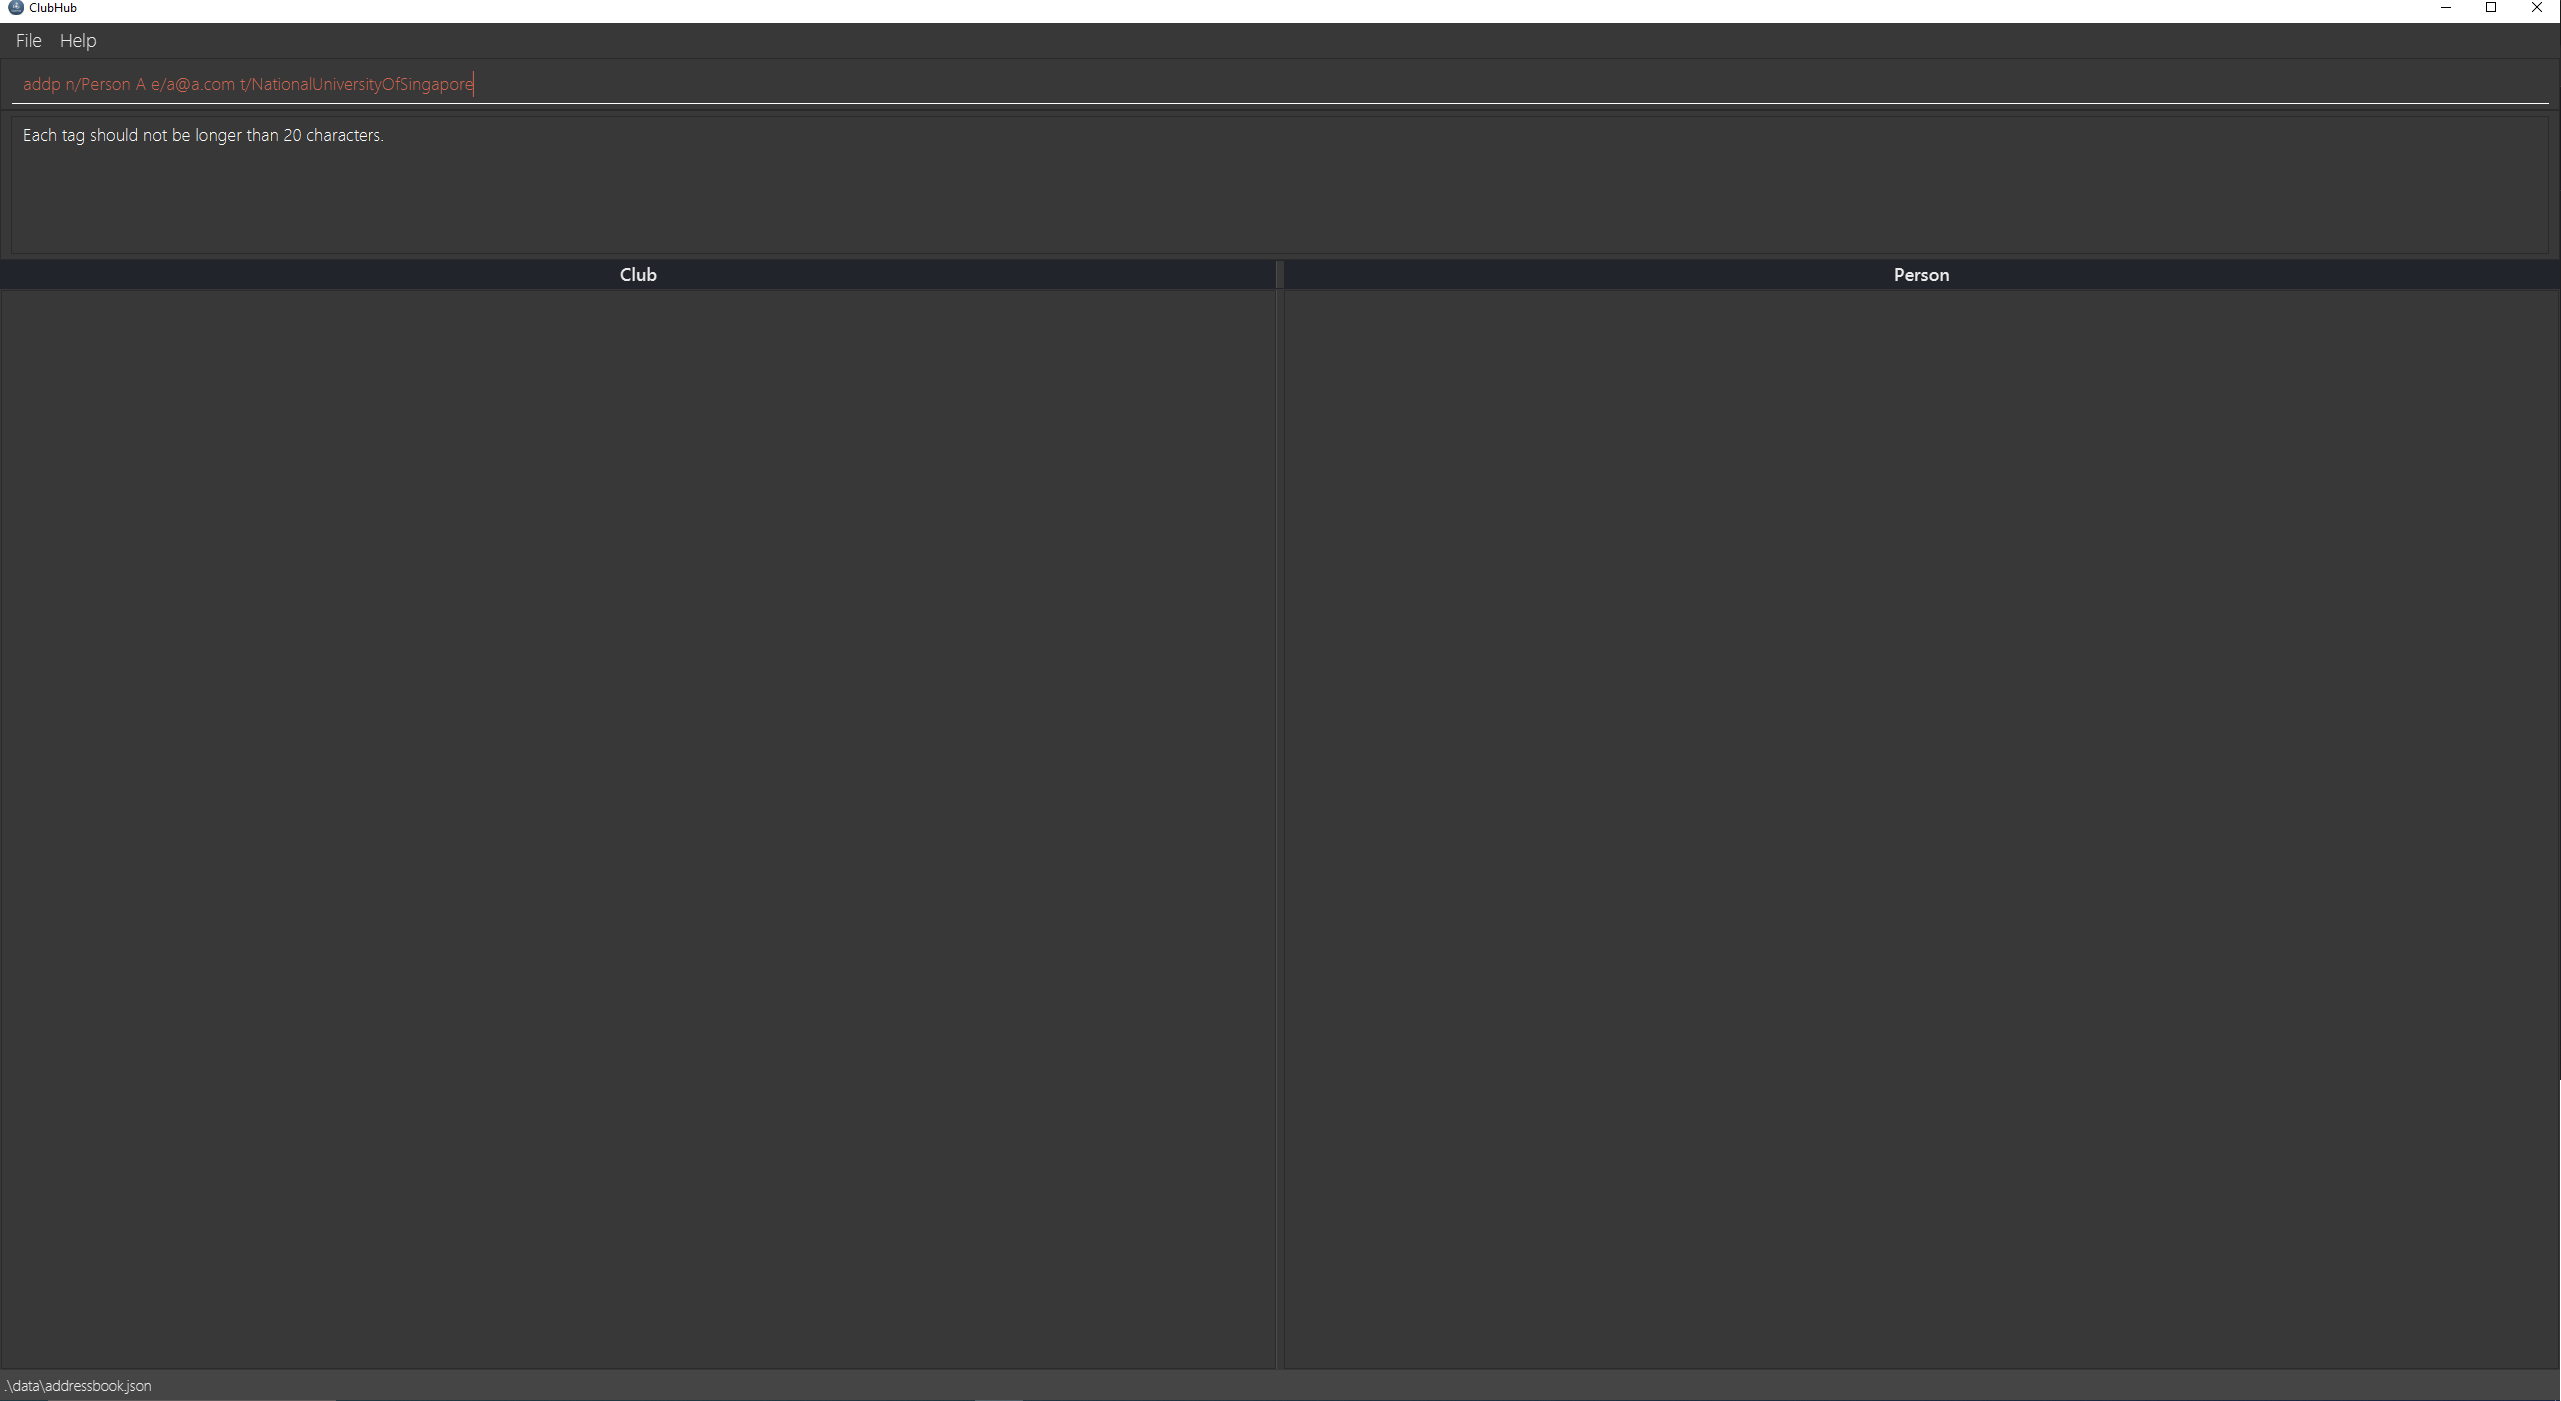 ClubHub
File Help
addp n/Person A e/a@a.com t/NationalUniversityOfSingapore
Each tag should not be longer than 20 characters.
Club Person
.\data\addressbook.json